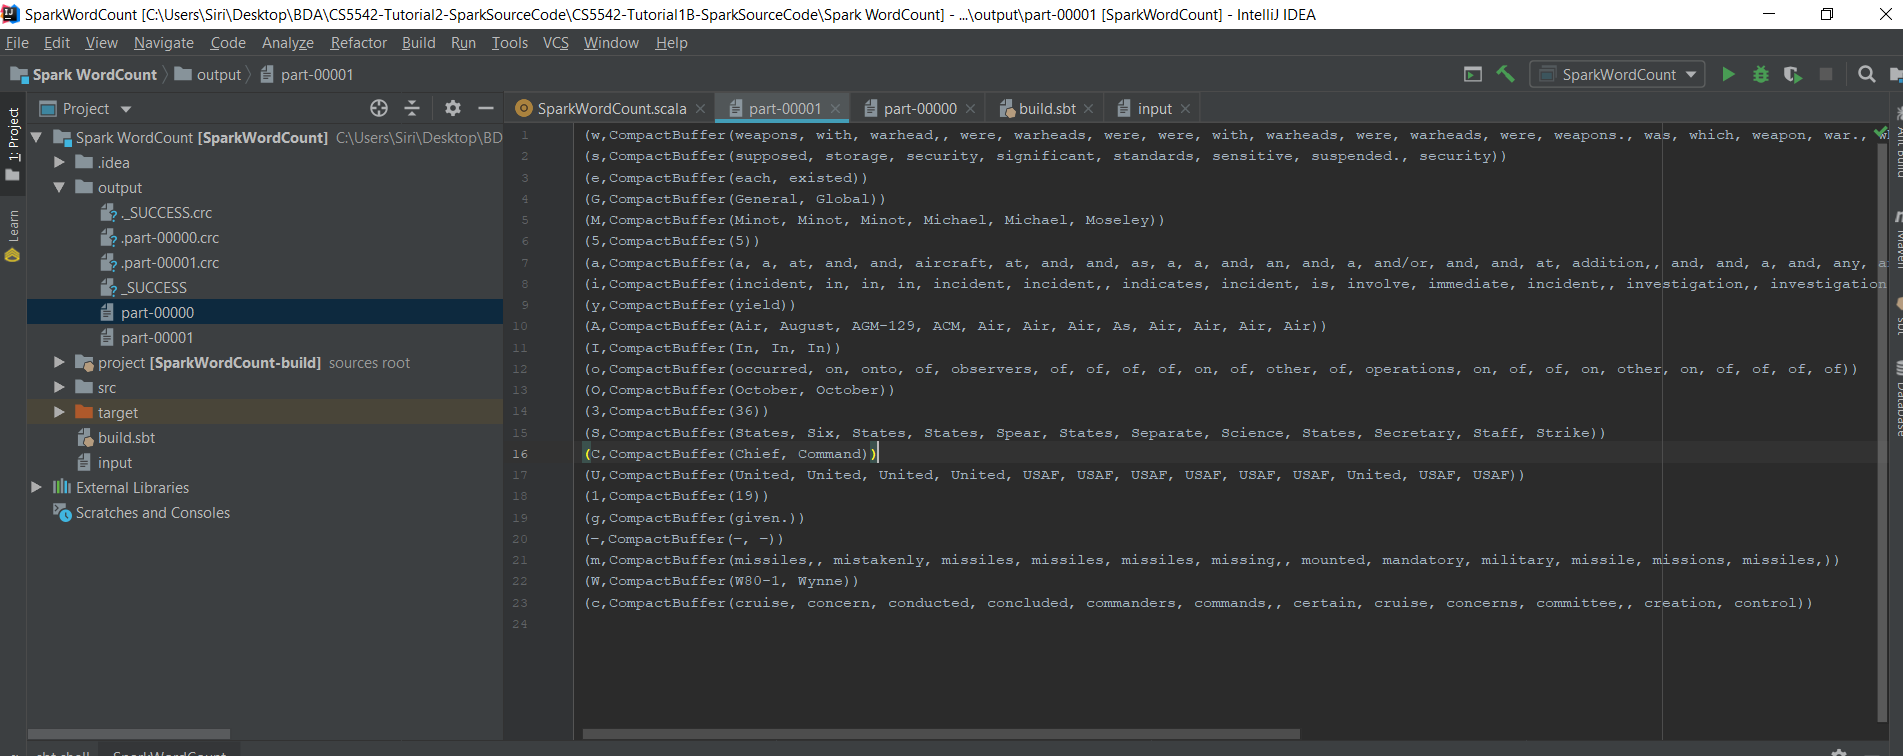 SparkWordCount [C:\Users\Siri\Desktop\BDA\CS5542-Tutorial2-SparkSourceCode\CS5542-Tutorial1B-SparkSourceCode\Spark WordCount] - ...\output\part-00001 [SparkWordCount] - IntelliJ IDEA
File Edit View Navigate Code Analyze Refactor Build Run Tools VCS Window Help
Spark WordCount output part-00001 SparkWordCount
Project SparkWordCount.scala part-00001 part-00000 build.sbt input
1: Project
Learn
Spark WordCount [SparkWordCount] C:\Users\Siri\Desktop\BD
.idea
output
._SUCCESS.crc
.part-00000.crc
.part-00001.crc
_SUCCESS
part-00000
part-00001
project [SparkWordCount-build] sources root
src
target
build.sbt
input
External Libraries
Scratches and Consoles
1 (w,CompactBuffer(weapons, with, warhead,, were, warheads, were, were, with, warheads, were, warheads, were, weapons., was, which, weapon, war.,
2 (s,CompactBuffer(supposed, storage, security, significant, standards, sensitive, suspended., security))
3 (e,CompactBuffer(each, existed))
4 (G,CompactBuffer(General, Global))
5 (M,CompactBuffer(Minot, Minot, Minot, Michael, Michael, Moseley))
6 (5,CompactBuffer(5))
7 (a,CompactBuffer(a, a, at, and, and, aircraft, at, and, and, as, a, a, and, an, and, a, and/or, and, and, at, addition,, and, and, a, and, any,
8 (i,CompactBuffer(incident, in, in, in, incident, incident,, indicates, incident, is, involve, immediate, incident,, investigation,, investigation
9 (y,CompactBuffer(yield))
10 (A,CompactBuffer(Air, August, AGM-129, ACM, Air, Air, Air, As, Air, Air, Air, Air))
11 (I,CompactBuffer(In, In, In))
12 (o,CompactBuffer(occurred, on, onto, of, observers, of, of, of, of, on, of, other, of, operations, on, of, of, on, other, on, of, of, of, of))
13 (O,CompactBuffer(October, October))
14 (3,CompactBuffer(36))
15 (S,CompactBuffer(States, Six, States, States, Spear, States, Separate, Science, States, Secretary, Staff, Strike))
16 (C,CompactBuffer(Chief, Command))
17 (U,CompactBuffer(United, United, United, United, USAF, USAF, USAF, USAF, USAF, USAF, United, USAF, USAF))
18 (1,CompactBuffer(19))
19 (g,CompactBuffer(given.))
20 (—,CompactBuffer(—, —))
21 (m,CompactBuffer(missiles,, mistakenly, missiles, missiles, missiles, missing,, mounted, mandatory, military, missile, missions, missiles,))
22 (W,CompactBuffer(W80-1, Wynne))
23 (c,CompactBuffer(cruise, concern, conducted, concluded, commanders, commands,, certain, cruise, concerns, committee,, creation, control))
24
Ant Build
Maven
sbt
Database
sbt shell SparkWordCount